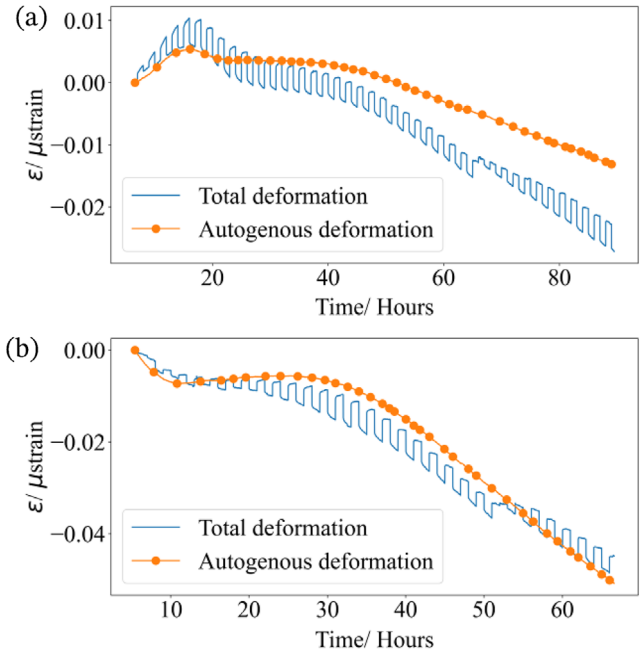 (a)
0.01
0.00
−0.01
−0.02
ε/ μstrain
Total deformation
Autogenous deformation
20 40 60 80
Time/ Hours
(b)
0.00
−0.02
−0.04
ε/ μstrain
Total deformation
Autogenous deformation
10 20 30 40 50 60
Time/ Hours